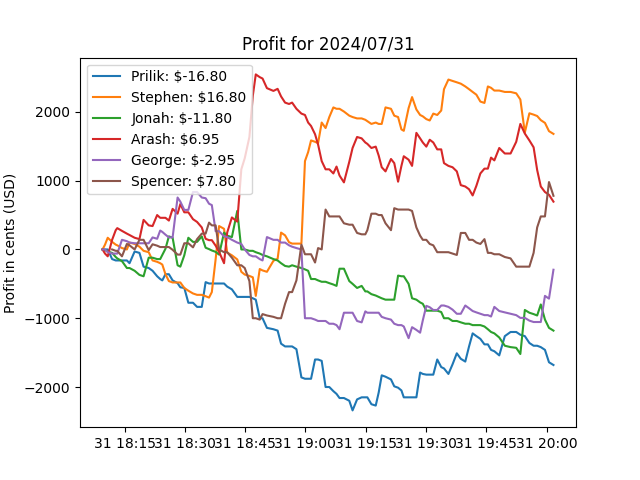 Profit for 2024/07/31
Prilik: $-16.80
Stephen: $16.80
Jonah: $-11.80
Arash: $6.95
George: $-2.95
Spencer: $7.80
Profit in cents (USD)
2000
1000
0
−1000
−2000
31 18:15 31 18:30 31 18:45 31 19:00 31 19:15 31 19:30 31 19:45 31 20:00